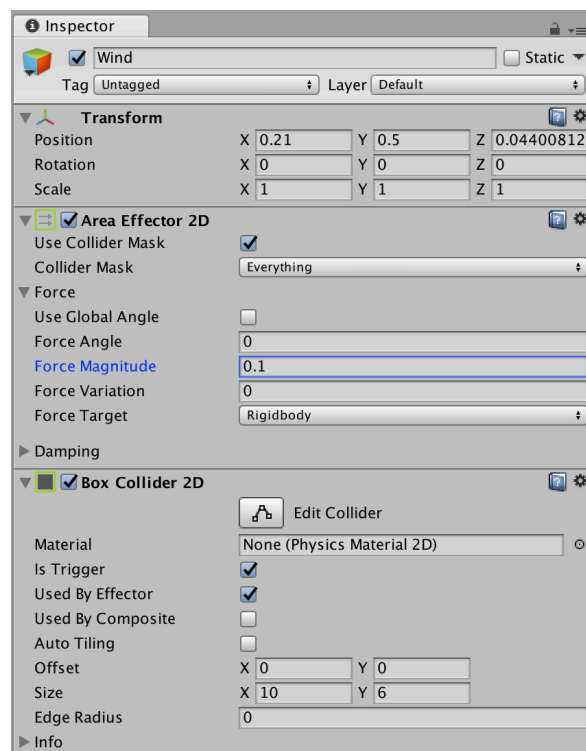 Inspector
Wind Static
Tag Untagged Layer Default
Transform
Position X 0.21 Y 0.5 Z 0.04400812
Rotation X 0 Y 0 Z 0
Scale X 1 Y 1 Z 1
Area Effector 2D
Use Collider Mask
Collider Mask Everything
Force
Use Global Angle
Force Angle 0
Force Magnitude 0.1
Force Variation 0
Force Target Rigidbody
Damping
Box Collider 2D
Edit Collider
Material None (Physics Material 2D)
Is Trigger
Used By Effector
Used By Composite
Auto Tiling
Offset X 0 Y 0
Size X 10 Y 6
Edge Radius 0
Info